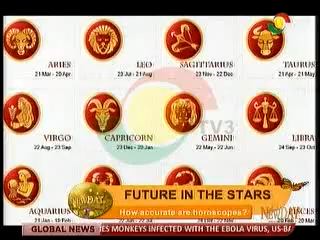 ARIES
21 Mar - 20 Apr
LEO
23 Jul - 21 Aug
SAGITTARIUS
23 Nov - 22 Dec
TAURUS
21 Apr - 21 May
TV3
VIRGO
22 Aug - 23 Sep
CAPRICORN
23 Dec - 20 Jan
GEMINI
22 May - 21 Jun
LIBRA
24 Sep - 23 Oct
AQUARIUS
FUTURE IN THE STARS
How accurate are horoscopes?
GLOBAL NEWS
ES MONKEYS INFECTED WITH THE EBOLA VIRUS, US-BA